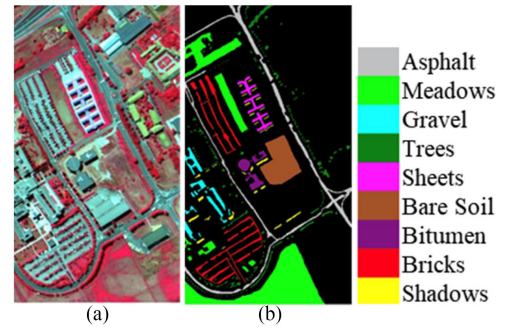 Asphalt
Meadows
Gravel
Trees
Sheets
Bare Soil
Bitumen
Bricks
Shadows
(a)
(b)